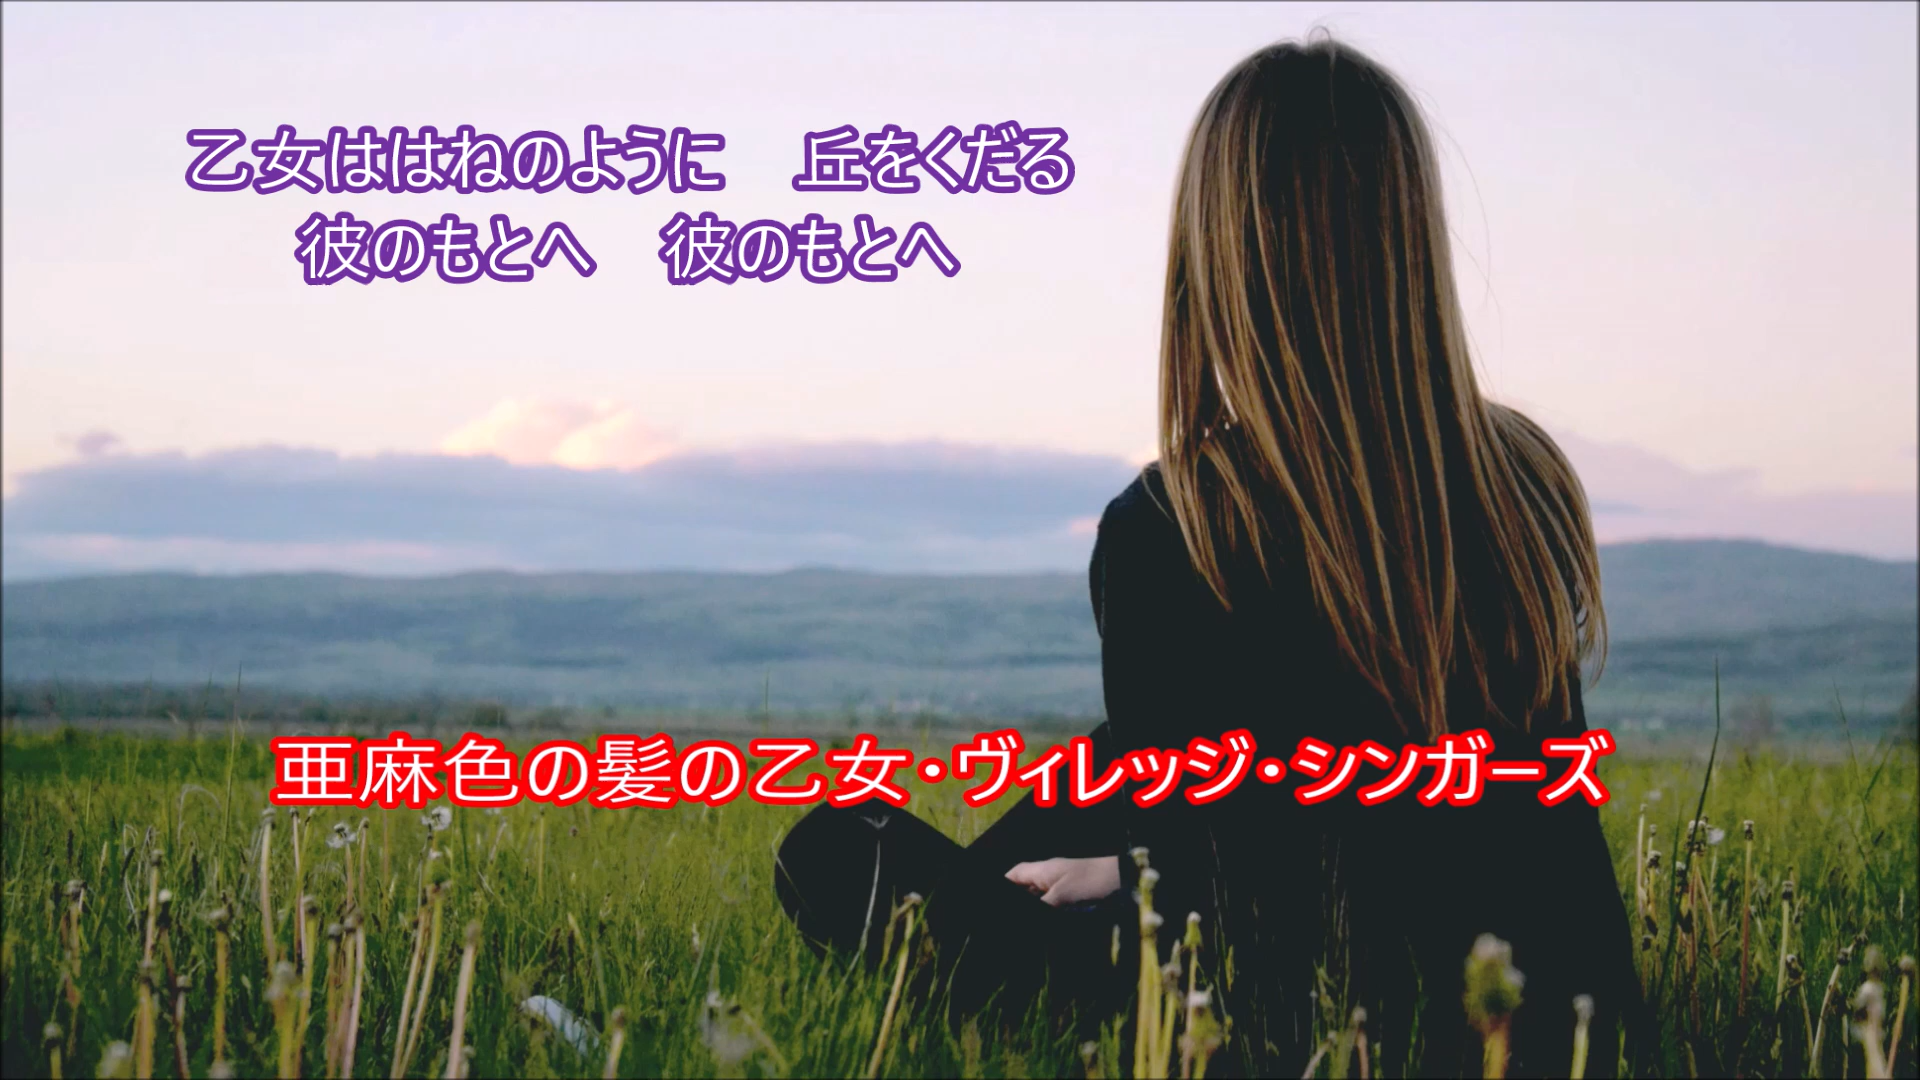 乙女ははねのように　丘をくだる
彼のもとへ　彼のもとへ
亜麻色の髪の乙女・ヴィレッジ・シンガーズ